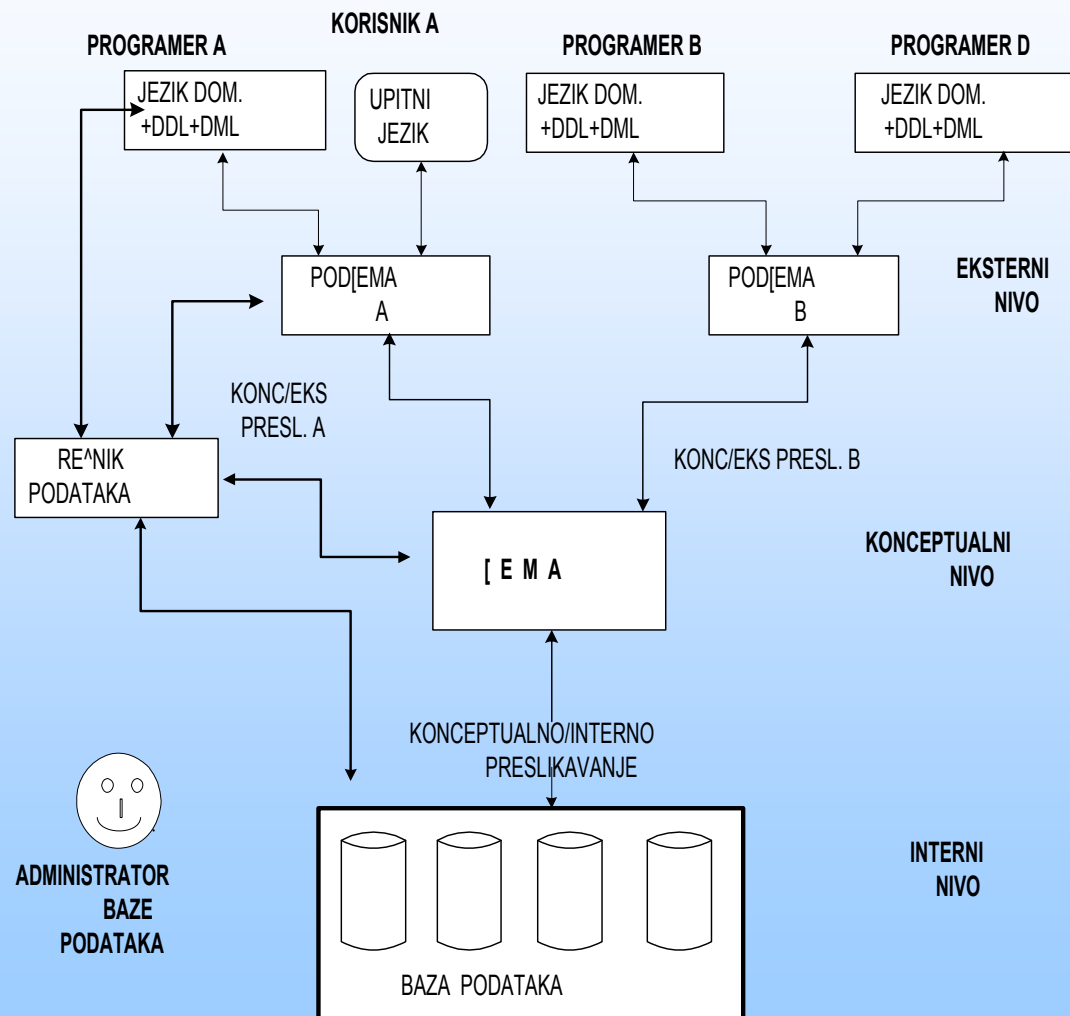 KORISNIK A
PROGRAMER A
PROGRAMER B
PROGRAMER D
JEZIK DOM.
+DDL+DML
UPITNI
JEZIK
JEZIK DOM.
+DDL+DML
JEZIK DOM.
+DDL+DML
POD[EMA
A
POD[EMA
B
EKSTERNI
NIVO
KONC/EKS
PRESL. A
KONC/EKS PRESL. B
RE^NIK
PODATAKA
[ E M A
KONCEPTUALNI
NIVO
KONCEPTUALNO/INTERNO
PRESLIKAVANJE
ADMINISTRATOR
BAZE
PODATAKA
INTERNI
NIVO
BAZA PODATAKA